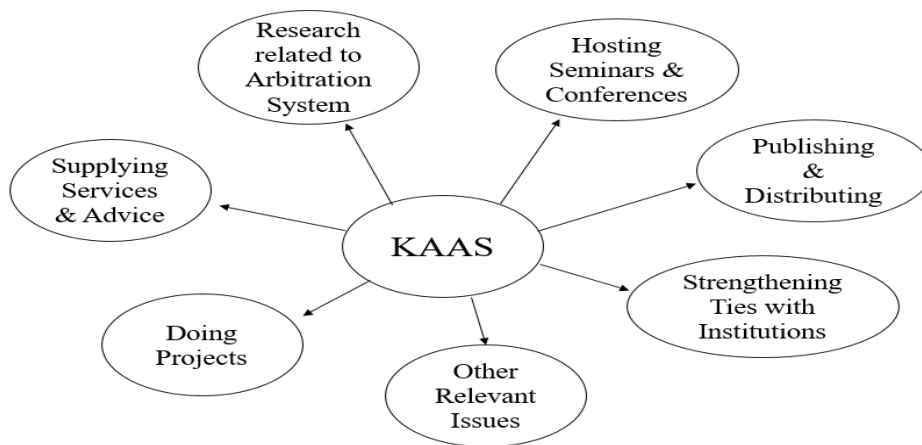 Research
related to
Arbitration
System
Hosting
Seminars &
Conferences
Supplying
Services
& Advice
Publishing
&
Distributing
KAAS
Strengthening
Ties with
Institutions
Doing
Projects
Other
Relevant
Issues